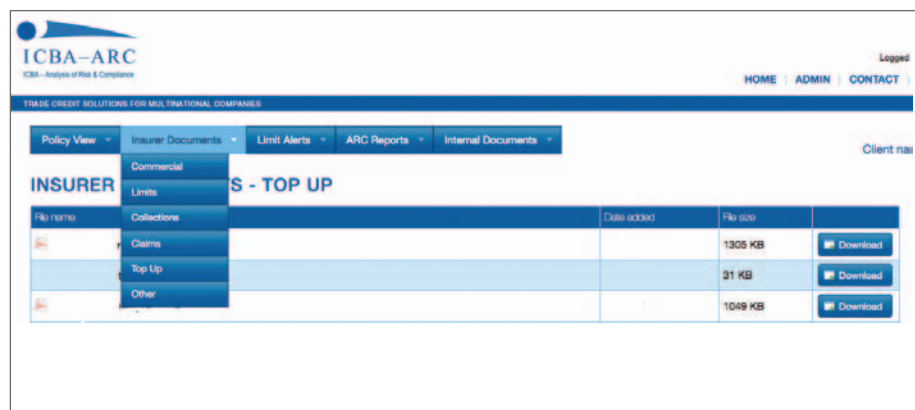 ICBA–ARC
ICBA – Analysis of Risk & Compliance
Logged
HOME | ADMIN | CONTACT |
TRADE CREDIT SOLUTIONS FOR MULTINATIONAL COMPANIES
Policy View Insurer Documents Limit Alerts ARC Reports Internal Documents
Client
Commercial
Limits
Collections
Claims
Top Up
Other
INSURER S - TOP UP
File name Date added File size
1305 KB Download
31 KB Download
1049 KB Download